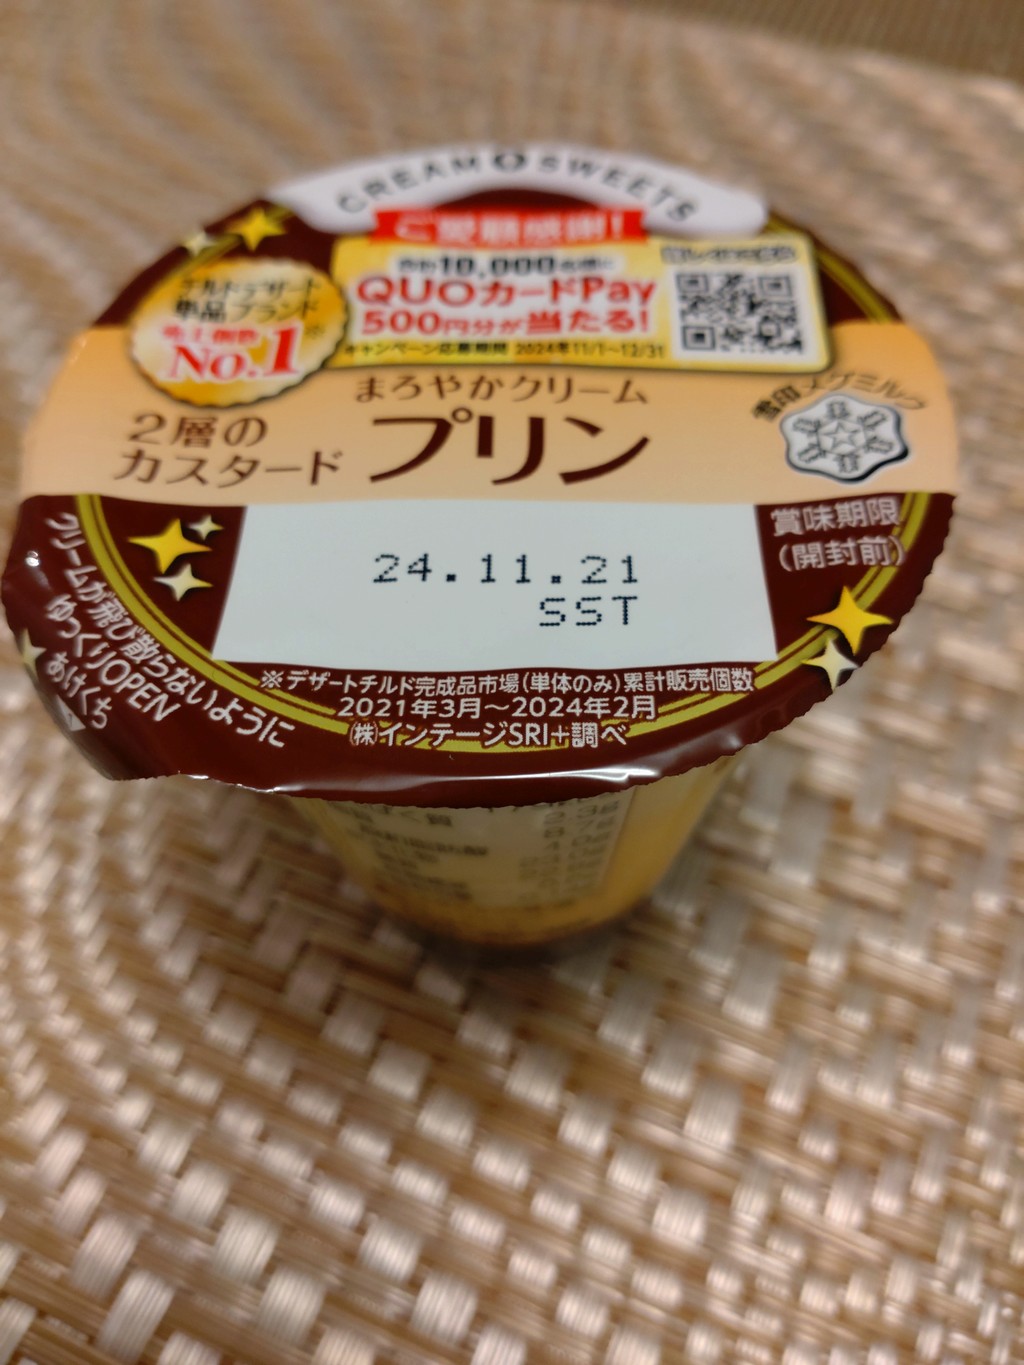 CREAM SWEETS
ご愛顧感謝!
合計10,000名様に
QUOカードPay
500円分が当たる!
キャンペーン応募期間 2024年11/1~12/31
チルドデザート
単品ブランド
売上個数※
No.1
まろやかクリーム
2層の
カスタード
プリン
雪印メグミルク
賞味期限
(開封前)
24.11.21
SST
クリームが飛び散らないように
ゆっくりOPEN
あけくち
※デザートチルド完成品市場(単体のみ)累計販売個数
2021年3月~2024年2月
(株)インテージSRI+調べ